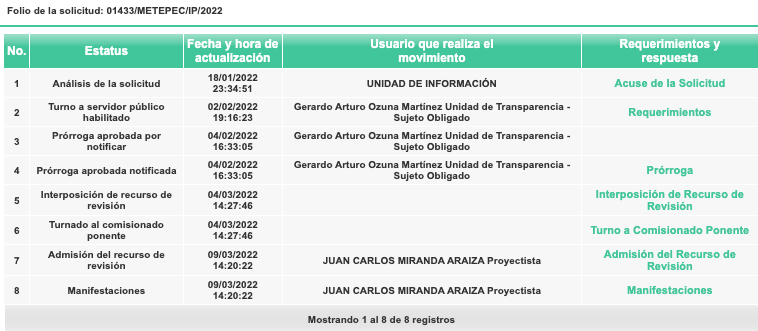 Folio de la solicitud: 01433/METEPEC/IP/2022
No. Estatus Fecha y hora de actualización Usuario que realiza el movimiento Requerimientos y respuesta
1 Análisis de la solicitud 18/01/2022 23:34:51 UNIDAD DE INFORMACIÓN Acuse de la Solicitud
2 Turno a servidor público habilitado 02/02/2022 19:16:23 Gerardo Arturo Ozuna Martínez Unidad de Transparencia - Sujeto Obligado Requerimientos
3 Prórroga aprobada por notificar 04/02/2022 16:33:05 Gerardo Arturo Ozuna Martínez Unidad de Transparencia - Sujeto Obligado
4 Prórroga aprobada notificada 04/02/2022 16:33:05 Gerardo Arturo Ozuna Martínez Unidad de Transparencia - Sujeto Obligado Prórroga
5 Interposición de recurso de revisión 04/03/2022 14:27:46 Interposición de Recurso de Revisión
6 Turnado al comisionado ponente 04/03/2022 14:27:46 Turno a Comisionado Ponente
7 Admisión del recurso de revisión 09/03/2022 14:20:22 JUAN CARLOS MIRANDA ARAIZA Proyectista Admisión del Recurso de Revisión
8 Manifestaciones 09/03/2022 14:20:22 JUAN CARLOS MIRANDA ARAIZA Proyectista Manifestaciones
Mostrando 1 al 8 de 8 registros